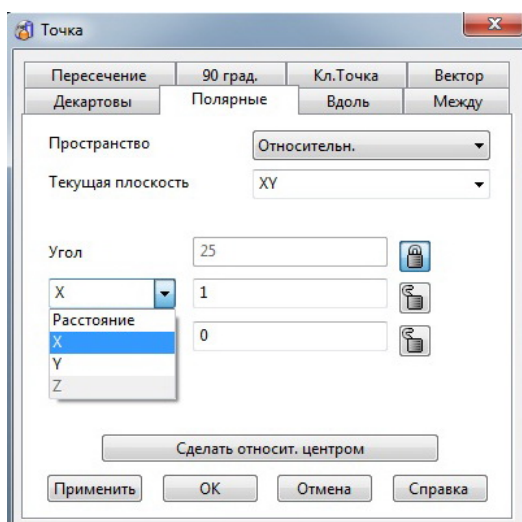 Точка
Пересечение 90 град. Кл.Точка Вектор
Декартовы Полярные Вдоль Между
Пространство Относительн.
Текущая плоскость XY
Угол 25
X 1
Расстояние
X 0
Y
Z
Сделать относит. центром
Применить OK Отмена Справка